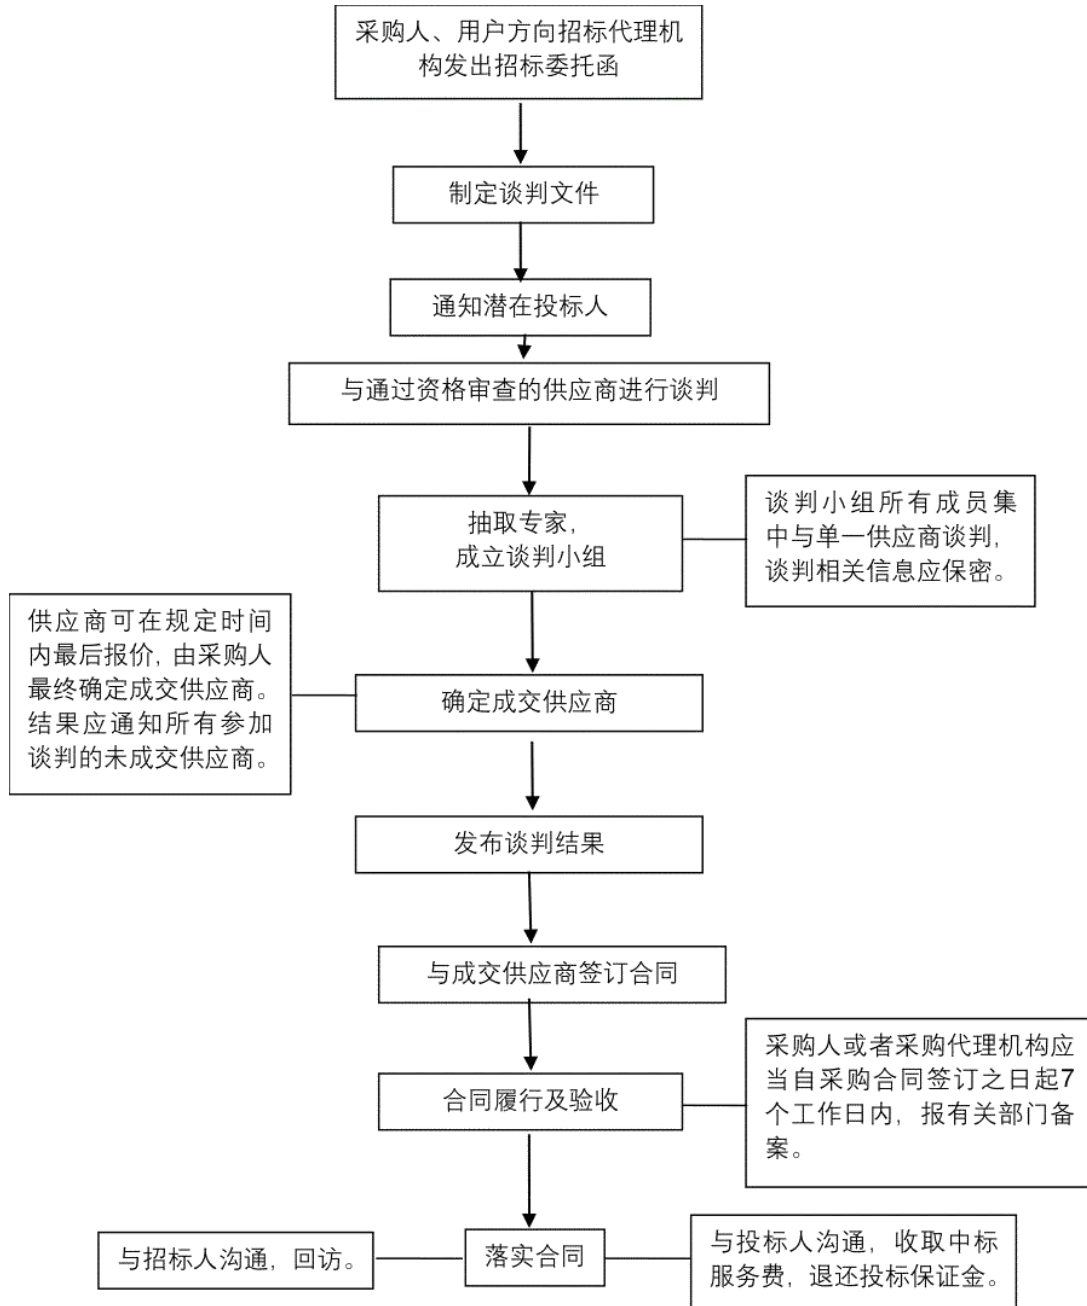 采购人、用户方向招标代理机
构发出招标委托函
制定谈判文件
通知潜在投标人
与通过资格审查的供应商进行谈判
抽取专家,
成立谈判小组
谈判小组所有成员集
中与单一供应商谈判,
谈判相关信息应保密。
供应商可在规定时间
内最后报价, 由采购人
最终确定成交供应商。
结果应通知所有参加
谈判的未成交供应商。
确定成交供应商
发布谈判结果
与成交供应商签订合同
合同履行及验收
采购人或者采购代理机构应
当自采购合同签订之日起7
个工作日内, 报有关部门备
案。
与招标人沟通, 回访。
落实合同
与投标人沟通, 收取中标
服务费, 退还投标保证金。